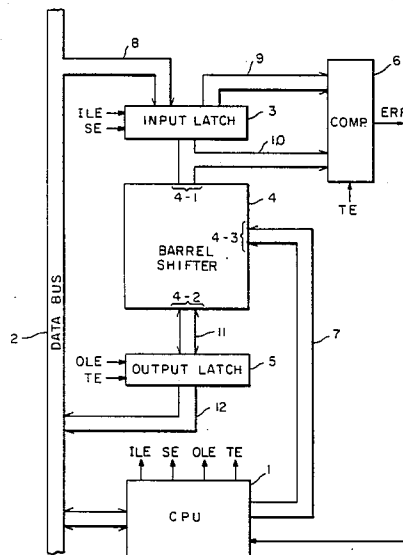 8
9
6
ILE
SE
INPUT LATCH
3
COMP.
ERR
10
TE
4-1
4
4-3
BARREL
SHIFTER
2
DATA BUS
4-2
11
7
OLE
TE
OUTPUT LATCH
5
12
ILE SE OLE TE
1
CPU